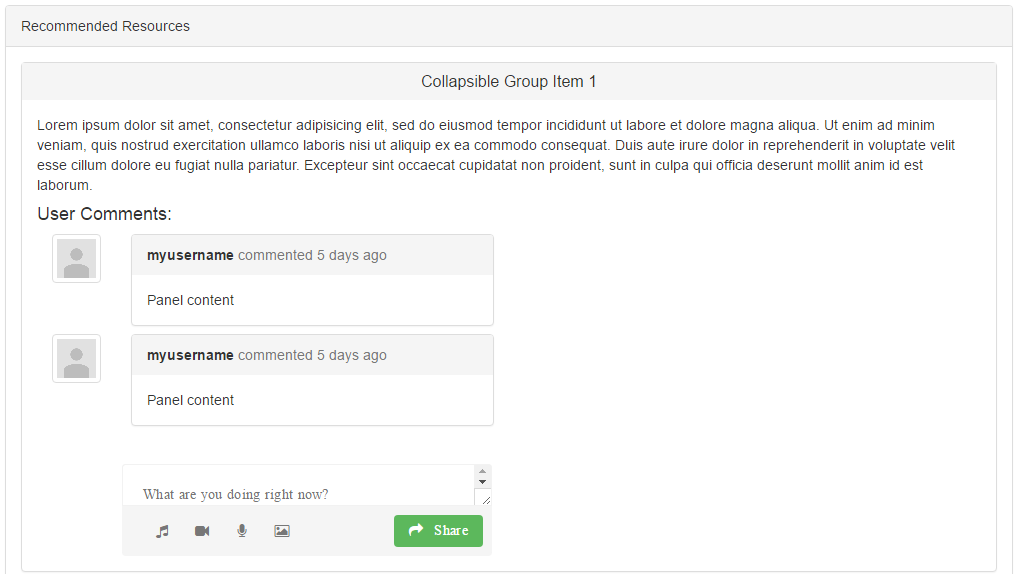 Recommended Resources
Collapsible Group Item 1
Lorem ipsum dolor sit amet, consectetur adipisicing elit, sed do eiusmod tempor incididunt ut labore et dolore magna aliqua. Ut enim ad minim
veniam, quis nostrud exercitation ullamco laboris nisi ut aliquip ex ea commodo consequat. Duis aute irure dolor in reprehenderit in voluptate velit
esse cillum dolore eu fugiat nulla pariatur. Excepteur sint occaecat cupidatat non proident, sunt in culpa qui officia deserunt mollit anim id est
laborum.
User Comments:
myusername commented 5 days ago
Panel content
myusername commented 5 days ago
Panel content
What are you doing right now?
Share